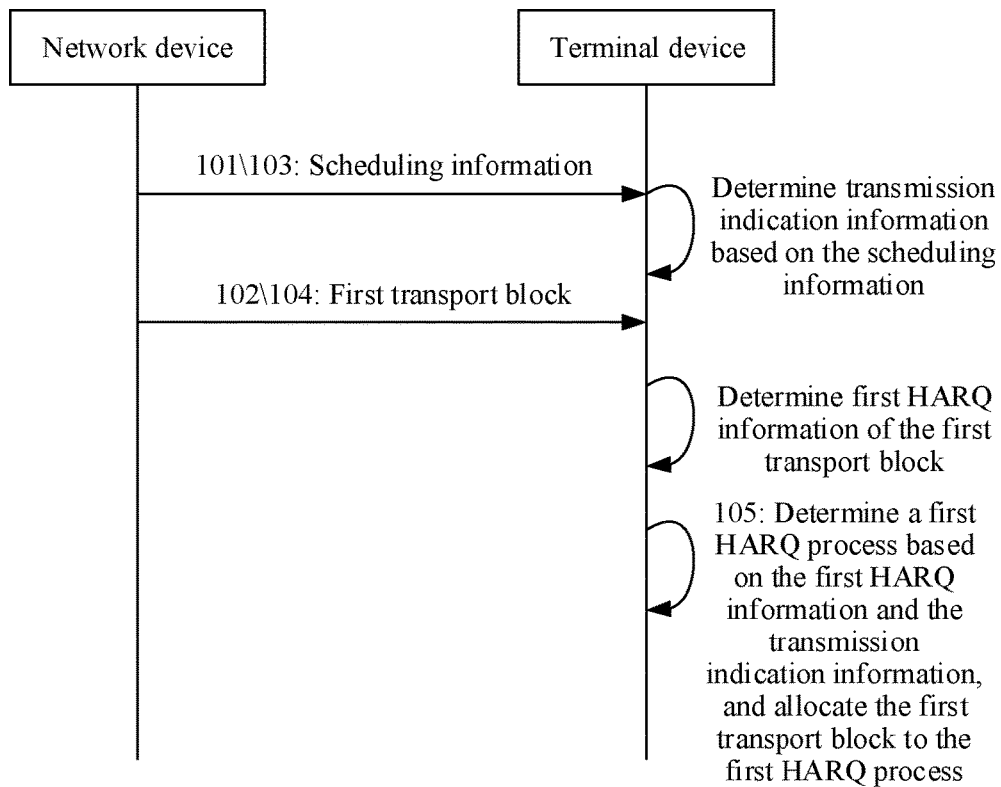 Network device
Terminal device
101\103: Scheduling information
Determine transmission
indication information
based on the scheduling
information
102\104: First transport block
Determine first HARQ
information of the first
transport block
105: Determine a first
HARQ process based
on the first HARQ
information and the
transmission
indication information,
and allocate the first
transport block to the
first HARQ process